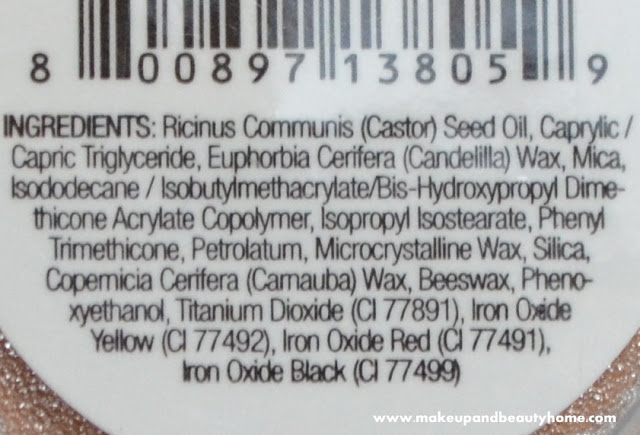 8 00897 13805 9
INGREDIENTS: Ricinus Communis (Castor) Seed Oil, Caprylic /
Capric Triglyceride, Euphorbia Cerifera (Candelilla) Wax, Mica,
Isododecane / Isobutylmethacrylate/Bis-Hydroxypropyl Dime-
thicone Acrylate Copolymer, Isopropyl Isostearate, Phenyl
Trimethicone, Petrolatum, Microcrystalline Wax, Silica,
Copernicia Cerifera (Carnauba) Wax, Beeswax, Pheno-
xyethanol, Titanium Dioxide (CI 77891), Iron Oxide
Yellow (CI 77492), Iron Oxide Red (CI 77491),
Iron Oxide Black (CI 77499)
www.makeupandbeautyhome.com